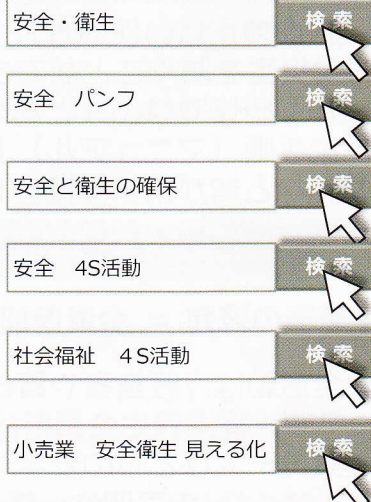 安全・衛生 検索
安全　パンフ 検索
安全と衛生の確保 検索
安全　4S活動 検索
社会福祉　４S活動 検索
小売業　安全衛生 見える化 検索